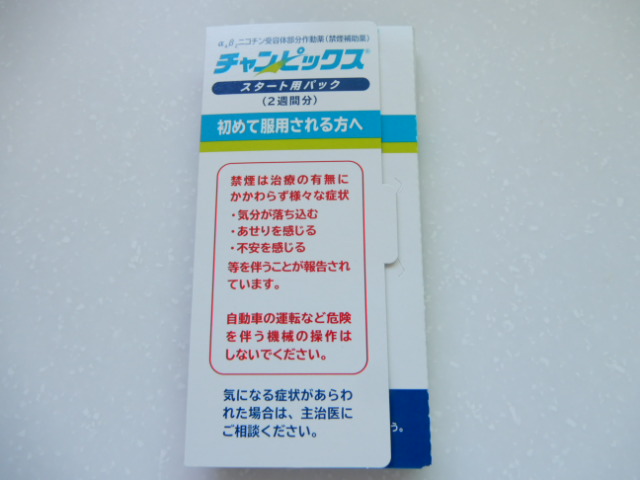 α₄β₂ニコチン受容体部分作動薬(禁煙補助薬)
チャンピックス®
スタート用パック
(2週間分)
初めて服用される方へ
禁煙は治療の有無に
かかわらず様々な症状
・気分が落ち込む
・あせりを感じる
・不安を感じる
等を伴うことが報告され
ています。
自動車の運転など危険
を伴う機械の操作は
しないでください。
気になる症状があらわ
れた場合は、主治医に
ご相談ください。
う。